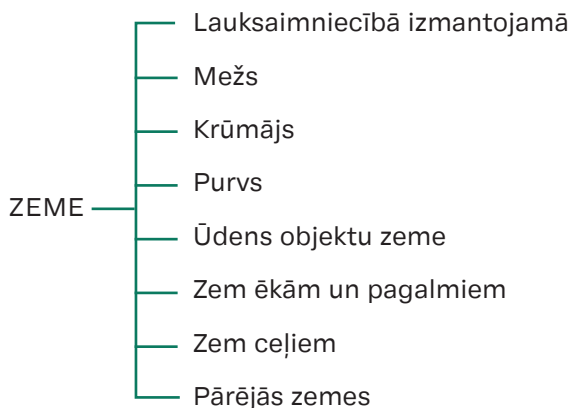 Lauksaimniecībā izmantojamā
Mežs
Krūmājs
Purvs
ZEME
Ūdens objektu zeme
Zem ēkām un pagalmiem
Zem ceļiem
Pārējās zemes